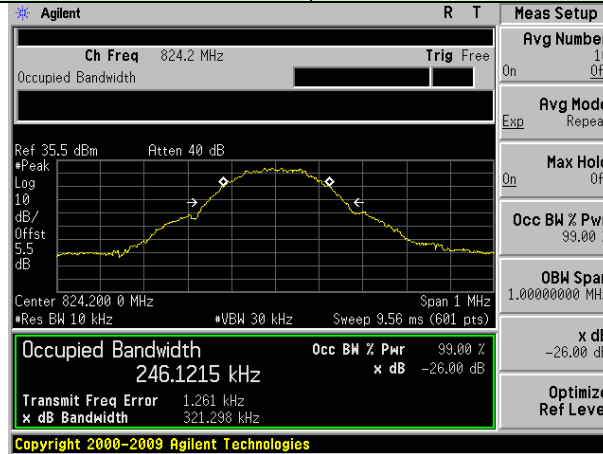 Agilent R T Meas Setup
Ch Freq 824.2 MHz Trig Free
Occupied Bandwidth
Avg Number
On
Avg Mode
Exp Repea
Max Hold
On Of
Occ BW % Pwr
99.00
OBW Span
1.00000000 MHz
x dB
-26.00 dB
Optimize
Ref Level
Ref 35.5 dBm Atten 40 dB
#Peak
Log
10
dB/
Offst
5.5
dB
Center 824.200 0 MHz Span 1 MHz
#Res BW 10 kHz #VBW 30 kHz Sweep 9.56 ms (601 pts)
Occupied Bandwidth Occ BW % Pwr 99.00 %
246.1215 kHz x dB -26.00 dB
Transmit Freq Error 1.261 kHz
x dB Bandwidth 321.298 kHz
Copyright 2000-2009 Agilent Technologies